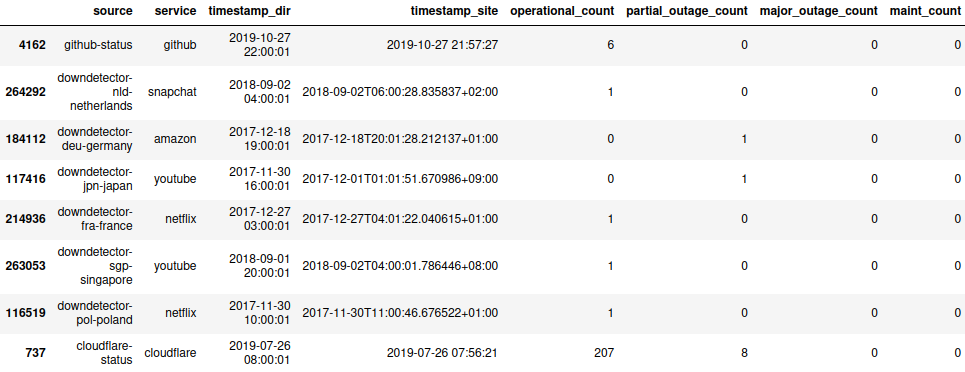 source service timestamp_dir timestamp_site operational_count partial_outage_count major_outage_count maint_count
4162 github-status github 2019-10-27 22:00:01 2019-10-27 21:57:27 6 0 0 0
264292 downdetector-nld-netherlands snapchat 2018-09-02 04:00:01 2018-09-02T06:00:28.835837+02:00 1 0 0 0
184112 downdetector-deu-germany amazon 2017-12-18 19:00:01 2017-12-18T20:01:28.212137+01:00 0 1 0 0
117416 downdetector-jpn-japan youtube 2017-11-30 16:00:01 2017-12-01T01:01:51.670986+09:00 0 1 0 0
214936 downdetector-fra-france netflix 2017-12-27 03:00:01 2017-12-27T04:01:22.040615+01:00 1 0 0 0
263053 downdetector-sgp-singapore youtube 2018-09-01 20:00:01 2018-09-02T04:00:01.786446+08:00 1 0 0 0
116519 downdetector-pol-poland netflix 2017-11-30 10:00:01 2017-11-30T11:00:46.676522+01:00 1 0 0 0
737 cloudflare-status cloudflare 2019-07-26 08:00:01 2019-07-26 07:56:21 207 8 0 0